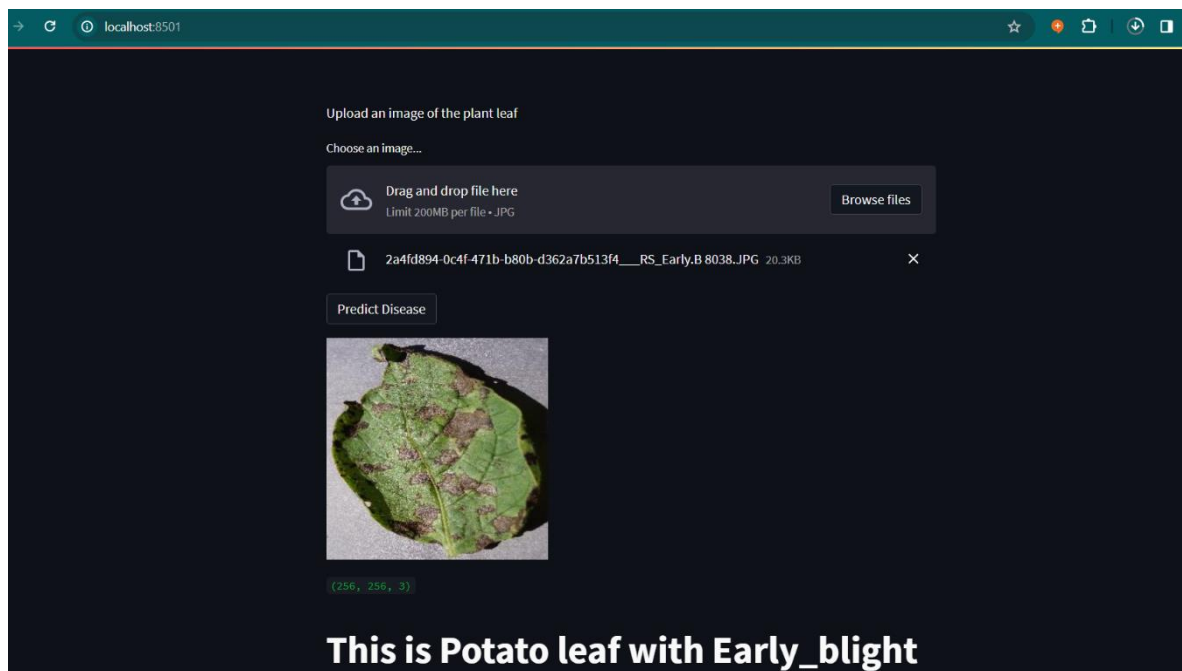 localhost:8501
Upload an image of the plant leaf
Choose an image...
Drag and drop file here
Limit 200MB per file • JPG
Browse files
2a4fd894-0c4f-471b-b80b-d362a7b513f4___RS_Early.B 8038.JPG 20.3KB
Predict Disease
(256, 256, 3)
This is Potato leaf with Early_blight